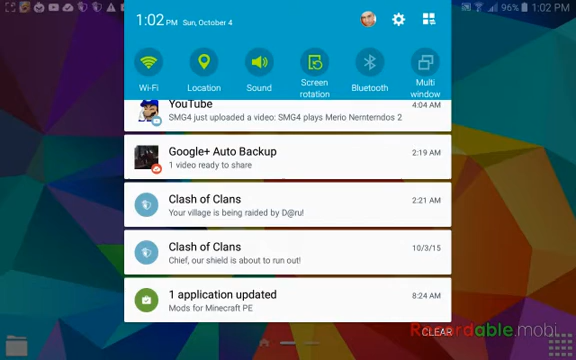 96% 1:02 PM
1:02 PM Sun, October 4
Wi-Fi
Location
Sound
Screen rotation
Bluetooth
Multi window
YouTube 4:04 AM
SMG4 just uploaded a video: SMG4 plays Merio Nernterndos 2
Google+ Auto Backup 2:19 AM
1 video ready to share
Clash of Clans 2:21 AM
Your village is being raided by D@ru!
Clash of Clans 10/3/15
Chief, our shield is about to run out!
1 application updated 8:24 AM
Mods for Minecraft PE
CLEAR
Recordable.mobi